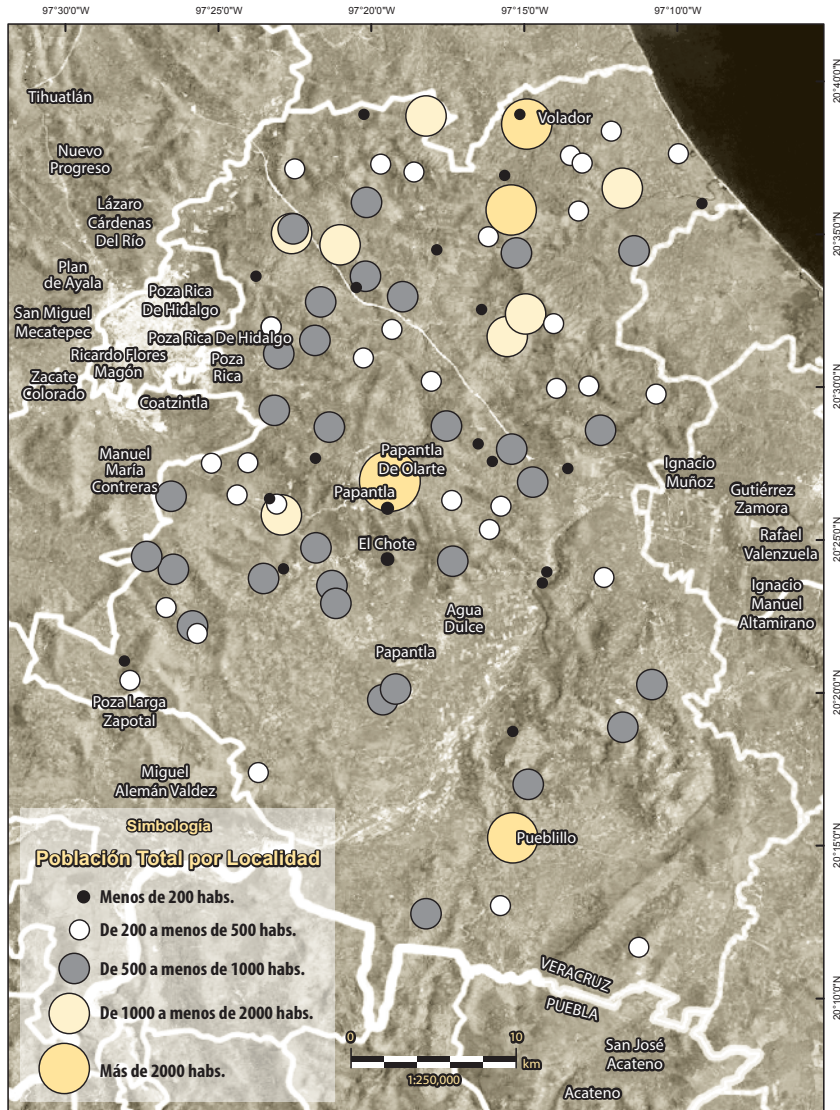 97°30'0"W
97°25'0"W
97°20'0"W
97°15'0"W
97°10'0"W
20°40'0"N
Tihuatlán
Volador
Nuevo
Progreso
Lázaro
Cárdenas
Del Río
20°35'0"N
Plan
de Ayala
San Miguel
Mecatepec
Poza Rica
De Hidalgo
Poza Rica De Hidalgo
Ricardo Flores
Magón
Poza
Rica
Zacate
Colorado
Coatzintla
20°30'0"N
Manuel
María
Contreras
Papantla
De Olarte
Papantla
Ignacio
Muñoz
Gutiérrez
Zamora
Rafael
Valenzuela
El Chote
20°25'0"N
Ignacio
Manuel
Altamirano
Agua
Dulce
Papantla
Poza Larga
Zapotal
20°20'0"N
Miguel
Alemán Valdez
Pueblillo
20°15'0"N
Simbología
Población Total por Localidad
Menos de 200 habs.
De 200 a menos de 500 habs.
De 500 a menos de 1000 habs.
De 1000 a menos de 2000 habs.
Más de 2000 habs.
VERACRUZ
PUEBLA
20°10'0"N
0
10
km
1:250,000
San José
Acateno
Acateno